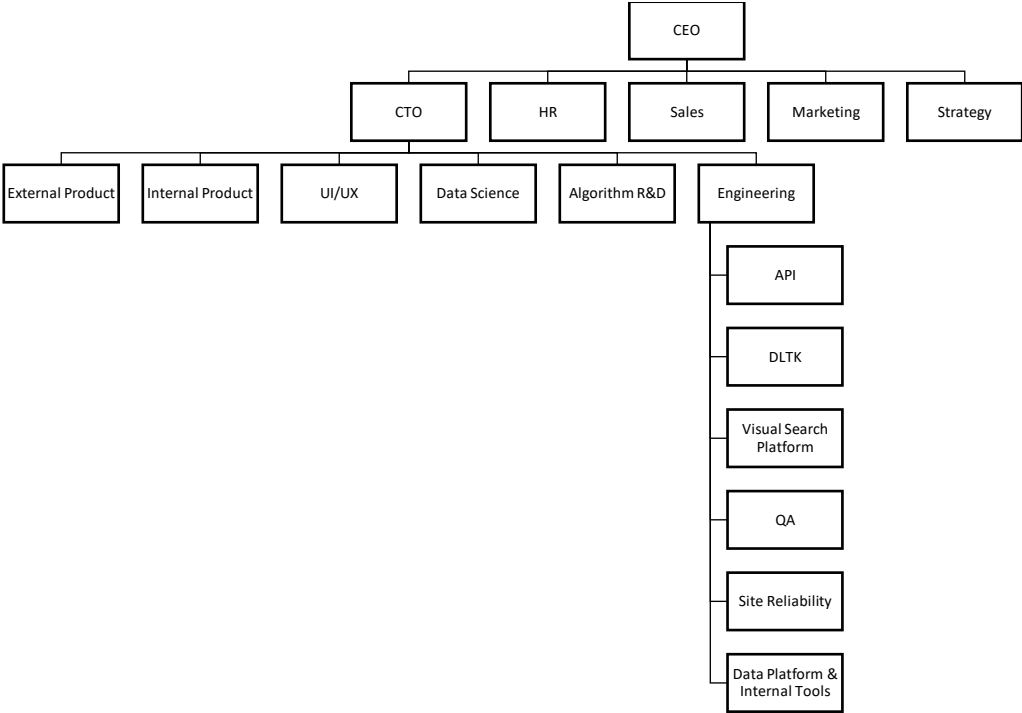 CEO
CTO
HR
Sales
Marketing
Strategy
External Product
Internal Product
UI/UX
Data Science
Algorithm R&D
Engineering
API
DLTK
Visual Search
Platform
QA
Site Reliability
Data Platform &
Internal Tools